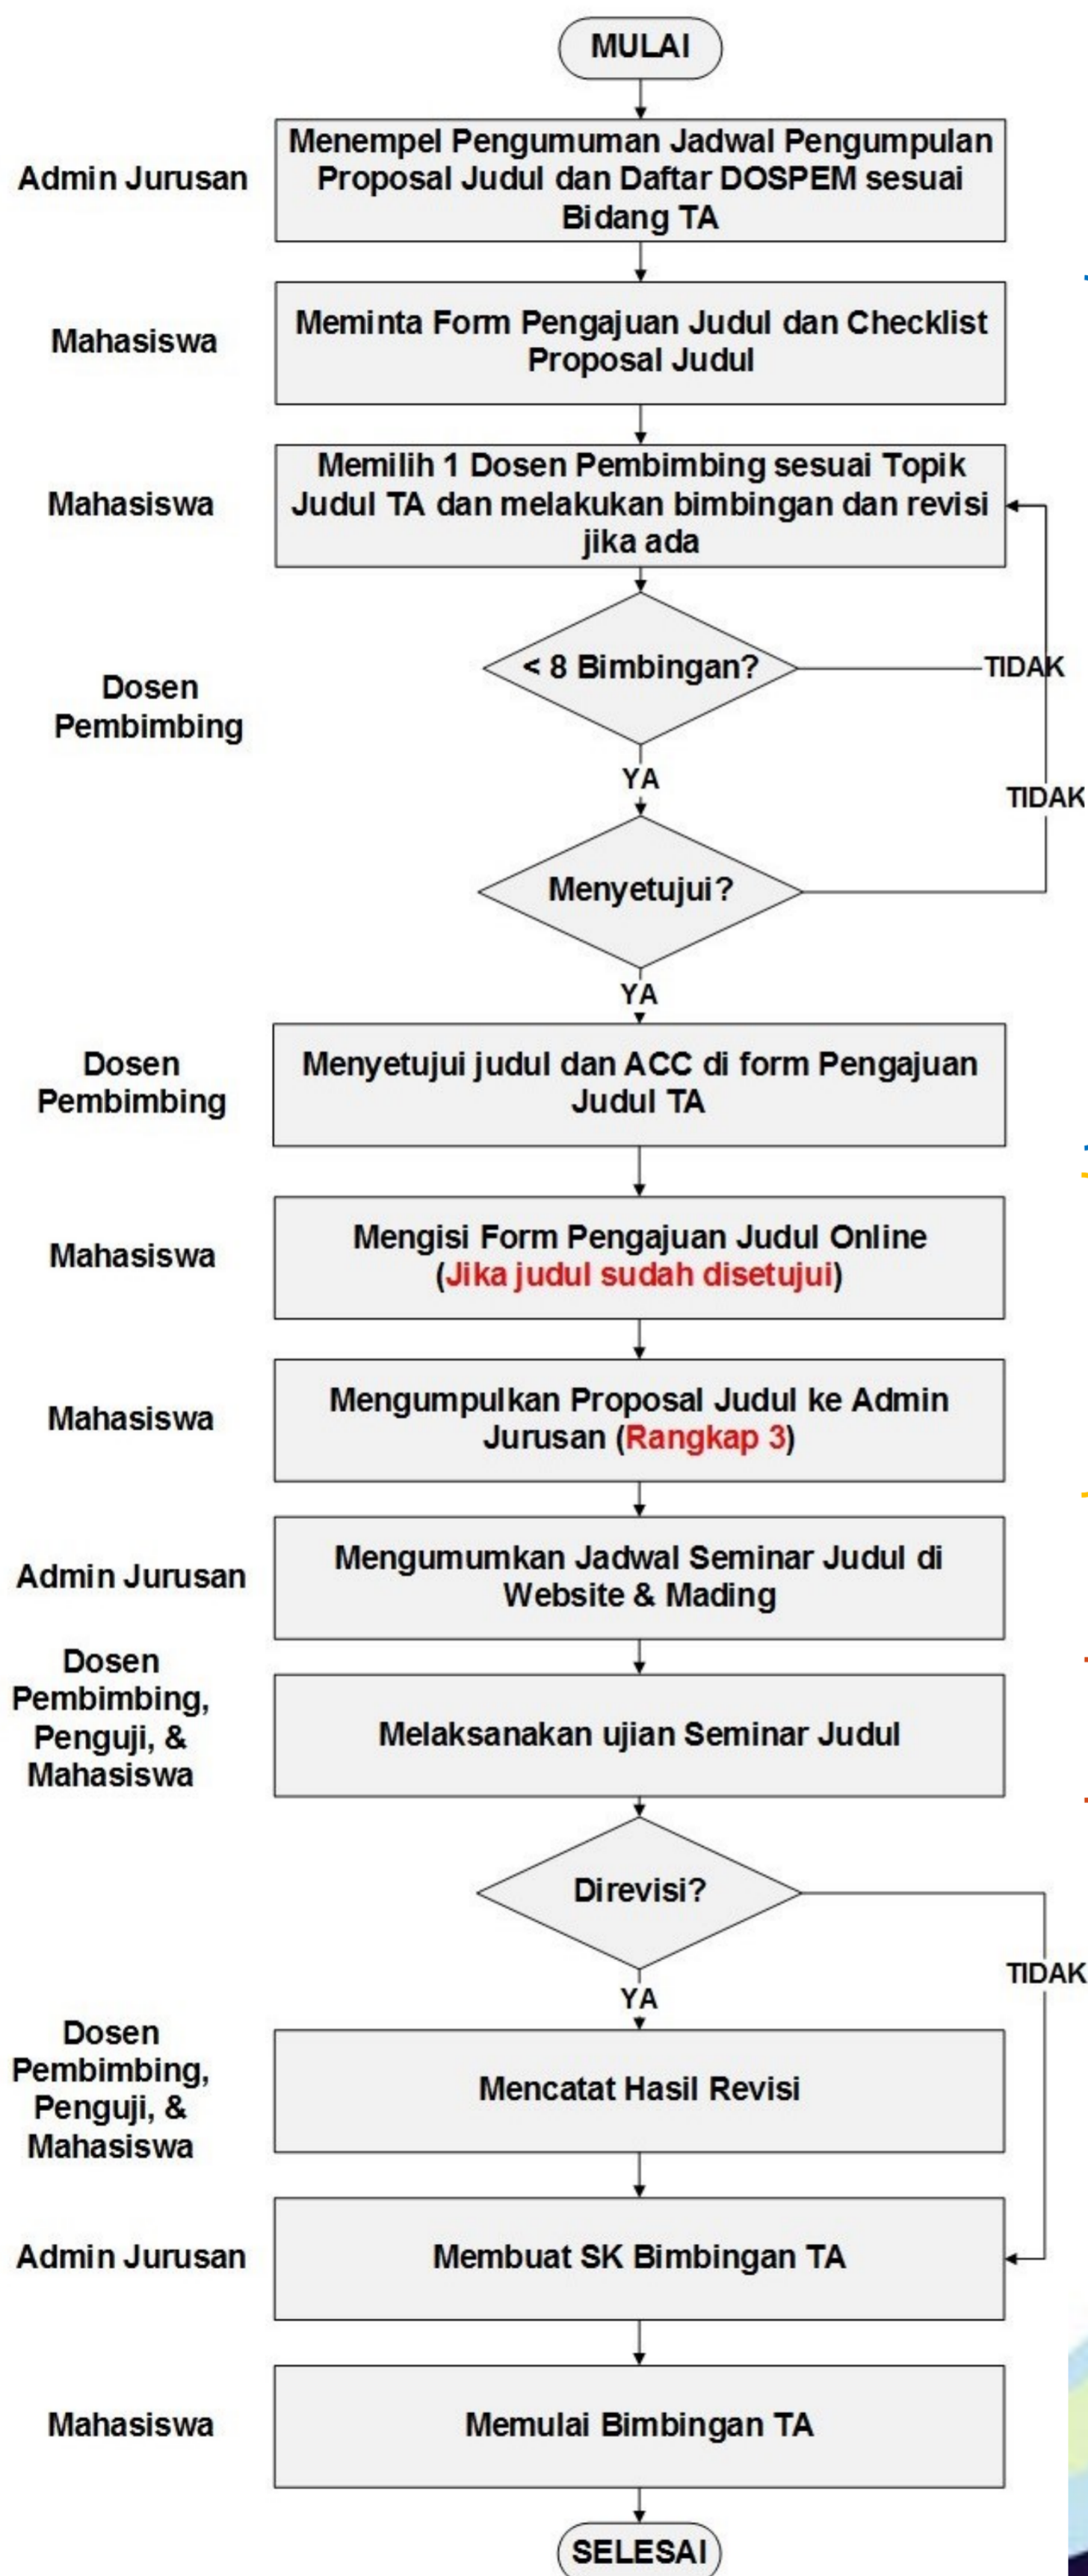 MULAI
Admin Jurusan
Menempel Pengumuman Jadwal Pengumpulan
Proposal Judul dan Daftar DOSPEM sesuai
Bidang TA
Mahasiswa
Meminta Form Pengajuan Judul dan Checklist
Proposal Judul
Mahasiswa
Memilih 1 Dosen Pembimbing sesuai Topik
Judul TA dan melakukan bimbingan dan revisi
jika ada
Dosen
Pembimbing
< 8 Bimbingan?
TIDAK
YA
TIDAK
Menyetujui?
YA
Dosen
Pembimbing
Menyetujui judul dan ACC di form Pengajuan
Judul TA
Mahasiswa
Mengisi Form Pengajuan Judul Online
(Jika judul sudah disetujui)
Mahasiswa
Mengumpulkan Proposal Judul ke Admin
Jurusan (Rangkap 3)
Admin Jurusan
Mengumumkan Jadwal Seminar Judul di
Website & Mading
Dosen
Pembimbing,
Penguji, &
Mahasiswa
Melaksanakan ujian Seminar Judul
Direvisi?
TIDAK
YA
Dosen
Pembimbing,
Penguji, &
Mahasiswa
Mencatat Hasil Revisi
Admin Jurusan
Membuat SK Bimbingan TA
Mahasiswa
Memulai Bimbingan TA
SELESAI